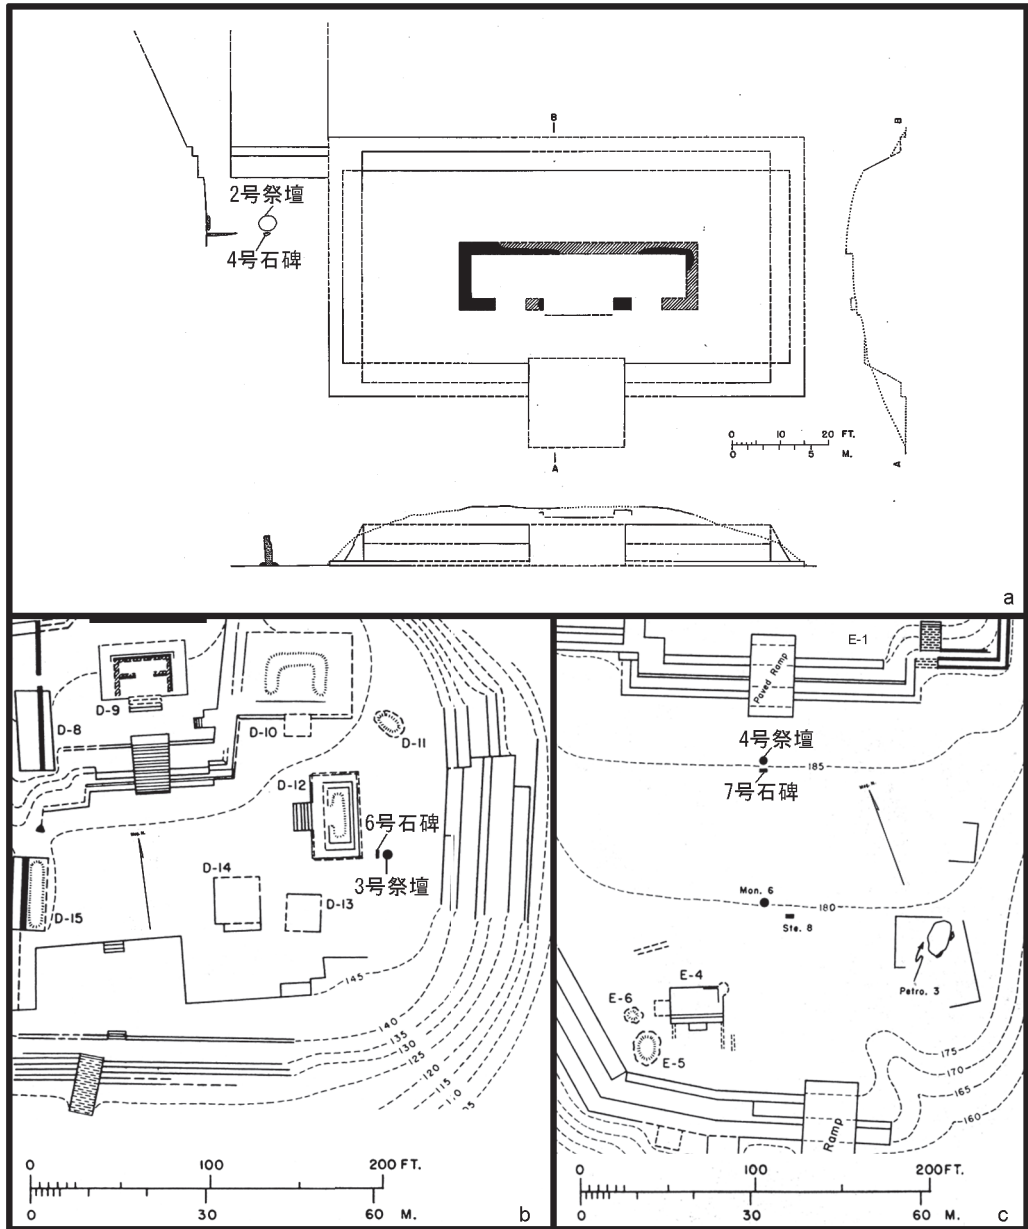 B
2号祭壇
4号石碑
B
A
0 10 20 FT.
0 5 M.
A
a
D-8
D-9
D-10
D-11
D-12
6号石碑
3号祭壇
D-14
D-13
D-15
145
140
135
130
125
120
115
0 100 200 FT.
0 30 60 M.
b
E-1
Paved Ramp
4号祭壇
185
7号石碑
Mon. 6
180
Ste. 8
Petro. 3
E-4
E-6
E-5
175
170
165
160
Ramp
0 100 200 FT.
0 30 60 M.
c